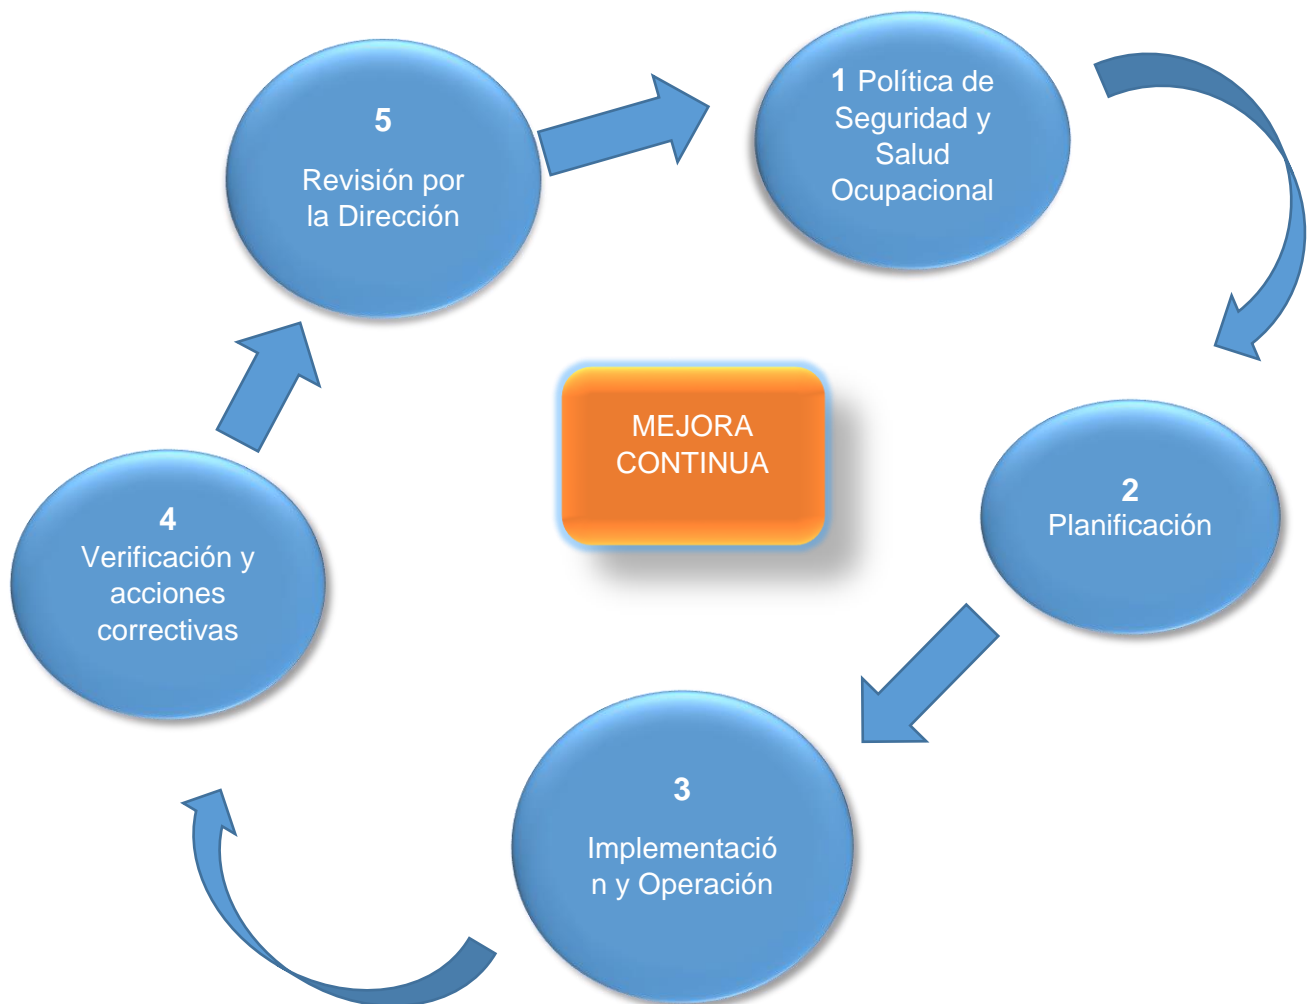 1 Política de
Seguridad y
Salud
Ocupacional
2
Planificación
3
Implementació
n y Operación
4
Verificación y
acciones
correctivas
5
Revisión por
la Dirección
MEJORA
CONTINUA